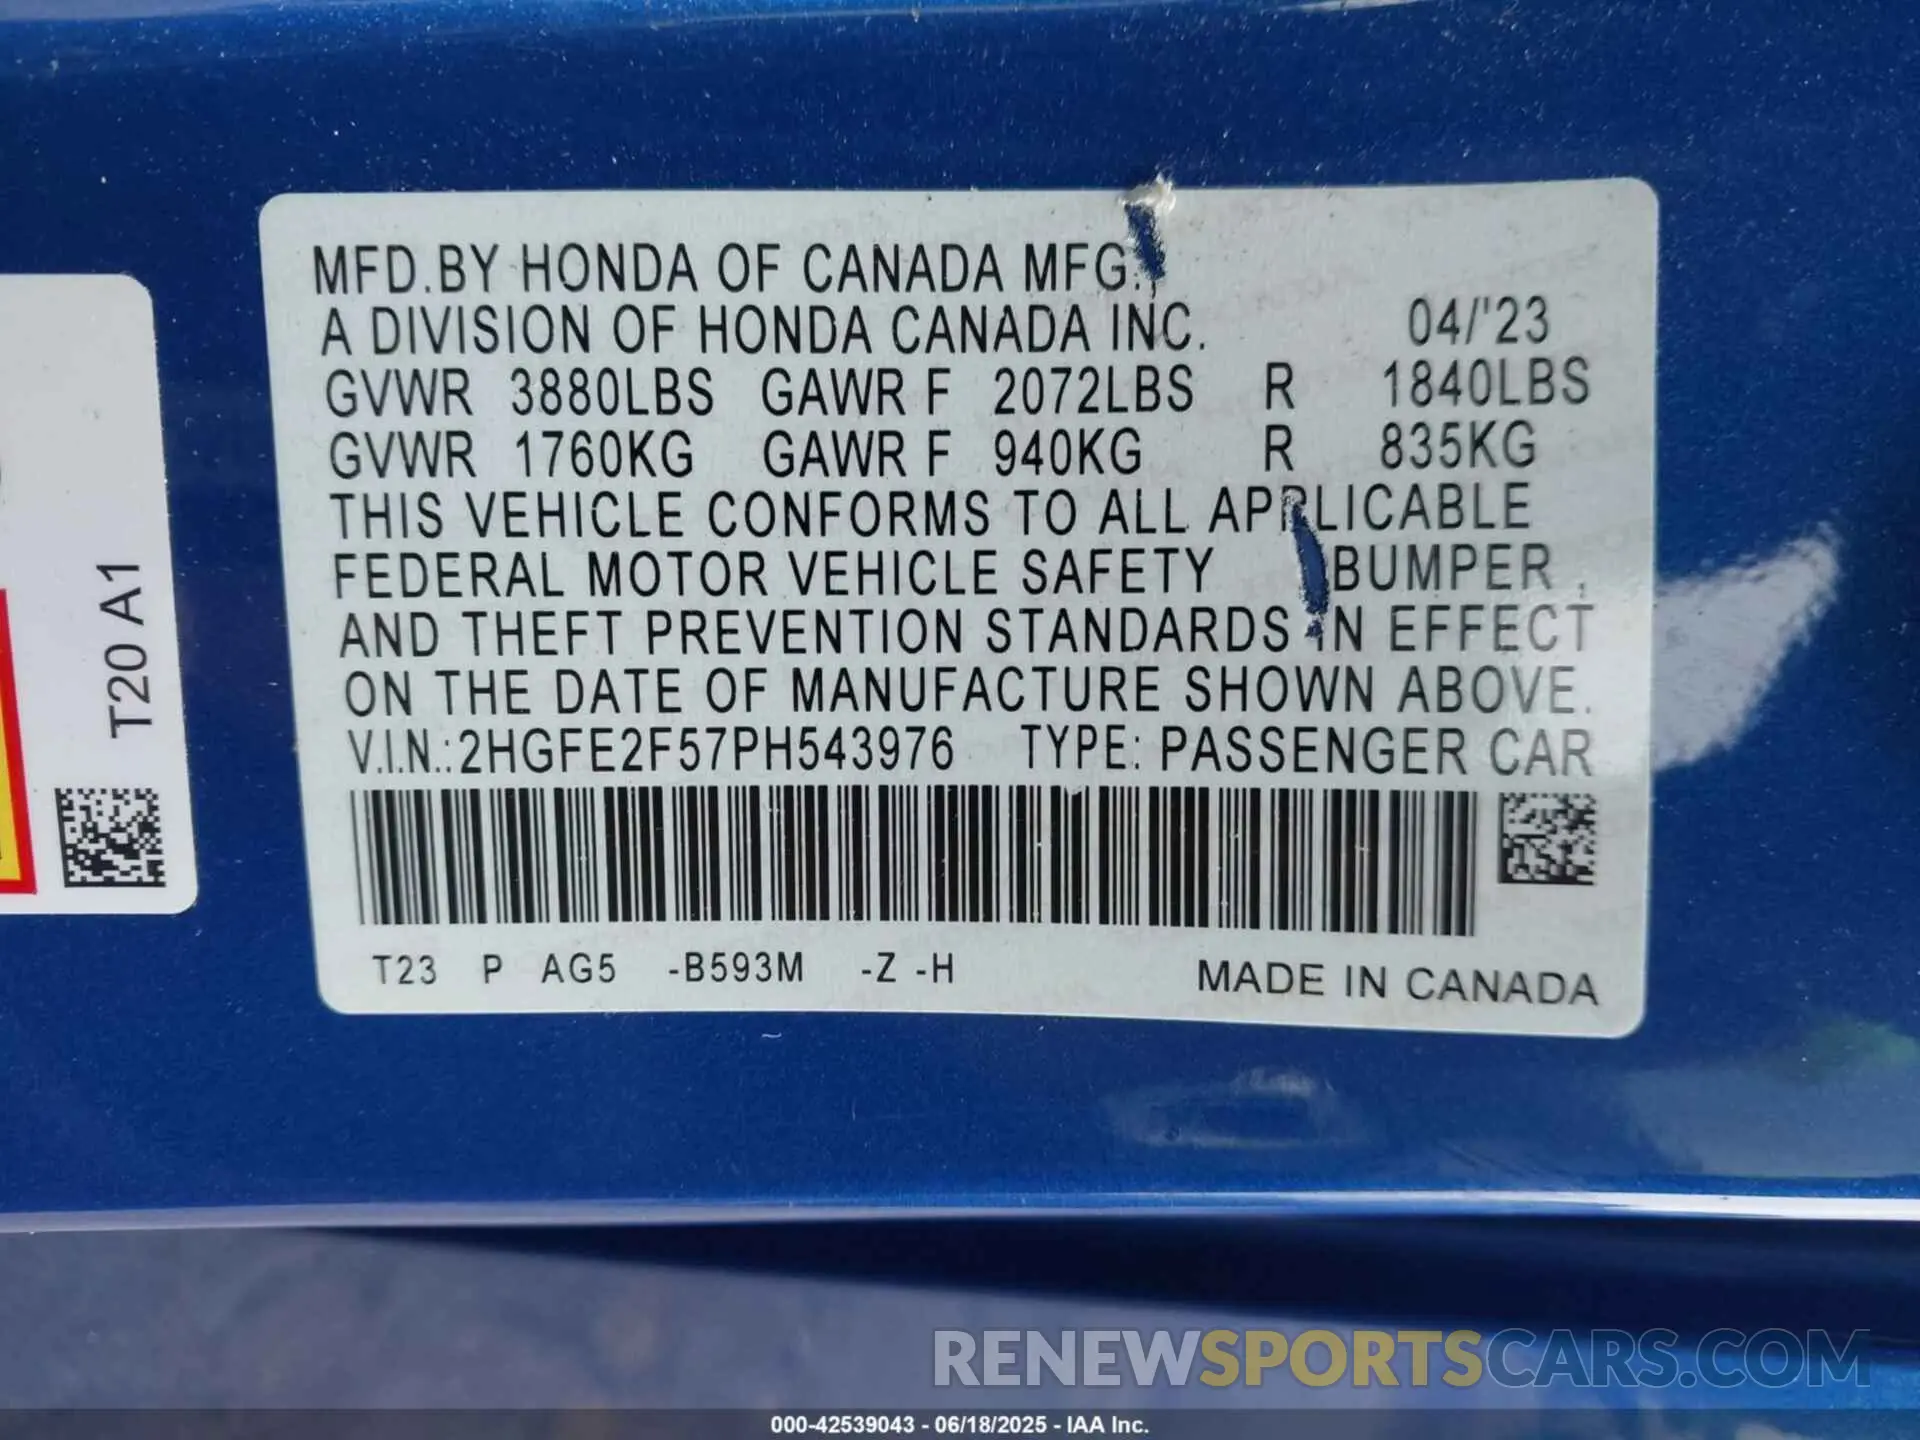 MFD.BY HONDA OF CANADA MFG.,
A DIVISION OF HONDA CANADA INC. 04/'23
GVWR 3880LBS GAWR F 2072LBS R 1840LBS
GVWR 1760KG GAWR F 940KG R 835KG
THIS VEHICLE CONFORMS TO ALL APPLICABLE
FEDERAL MOTOR VEHICLE SAFETY BUMPER ,
AND THEFT PREVENTION STANDARDS IN EFFECT
ON THE DATE OF MANUFACTURE SHOWN ABOVE.
V.I.N.:2HGFE2F57PH543976 TYPE: PASSENGER CAR
T23 P AG5 -B593M -Z -H MADE IN CANADA
T20 A1
RENEWSPORTSCARS.COM
000-42539043 - 06/18/2025 - IAA Inc.